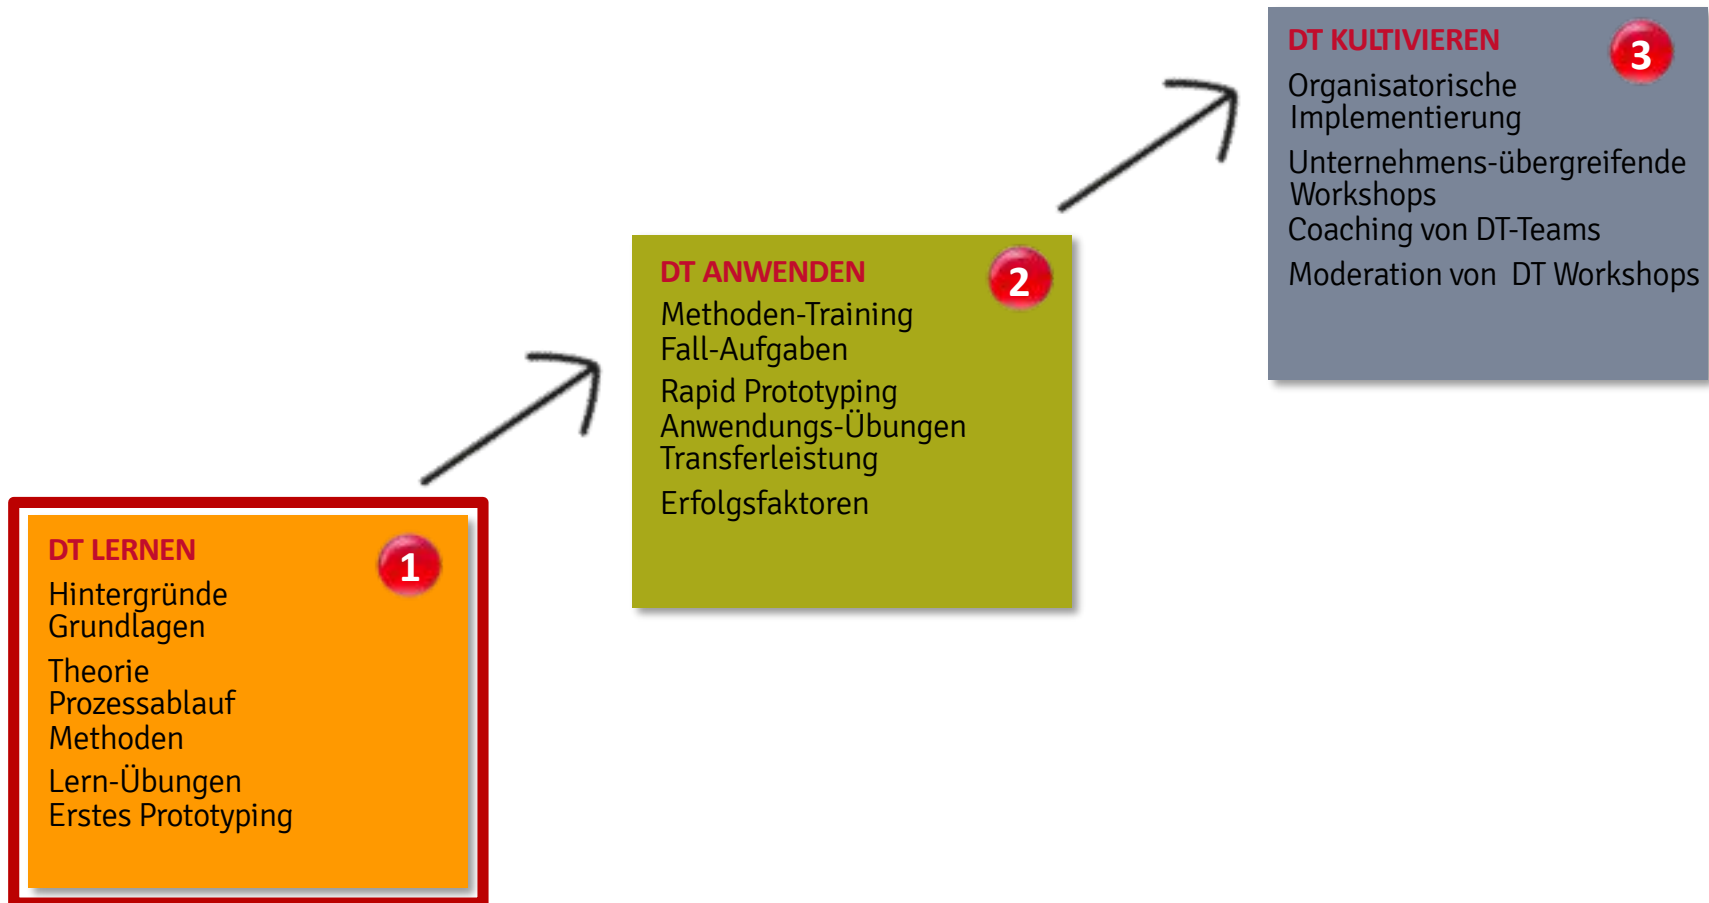 DT LERNEN
1
Hintergründe
Grundlagen
Theorie
Prozessablauf
Methoden
Lern-Übungen
Erstes Prototyping
DT ANWENDEN
2
Methoden-Training
Fall-Aufgaben
Rapid Prototyping
Anwendungs-Übungen
Transferleistung
Erfolgsfaktoren
DT KULTIVIEREN
3
Organisatorische
Implementierung
Unternehmens-übergreifende
Workshops
Coaching von DT-Teams
Moderation von DT Workshops